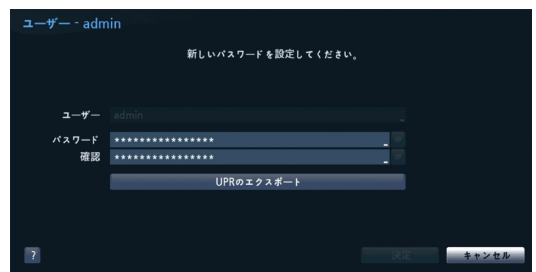 ユーザー - admin
新しいパスワードを設定してください。
ユーザー admin
パスワード ****************
確認 ****************
UPRのエクスポート
? 決定 キャンセル